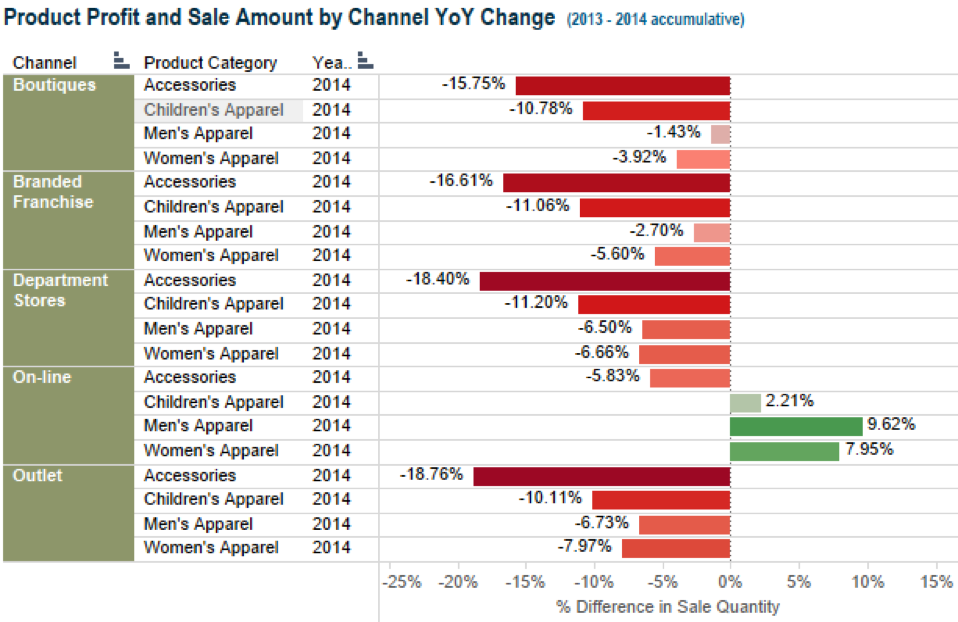 Product Profit and Sale Amount by Channel YoY Change (2013 - 2014 accumulative)
Channel Product Category Yea..
Boutiques Accessories 2014 -15.75%
Children's Apparel 2014 -10.78%
Men's Apparel 2014 -1.43%
Women's Apparel 2014 -3.92%
Branded Accessories 2014 -16.61%
Franchise Children's Apparel 2014 -11.06%
Men's Apparel 2014 -2.70%
Women's Apparel 2014 -5.60%
Department Accessories 2014 -18.40%
Stores Children's Apparel 2014 -11.20%
Men's Apparel 2014 -6.50%
Women's Apparel 2014 -6.66%
On-line Accessories 2014 -5.83%
Children's Apparel 2014 2.21%
Men's Apparel 2014 9.62%
Women's Apparel 2014 7.95%
Outlet Accessories 2014 -18.76%
Children's Apparel 2014 -10.11%
Men's Apparel 2014 -6.73%
Women's Apparel 2014 -7.97%
-25% -20% -15% -10% -5% 0% 5% 10% 15%
% Difference in Sale Quantity